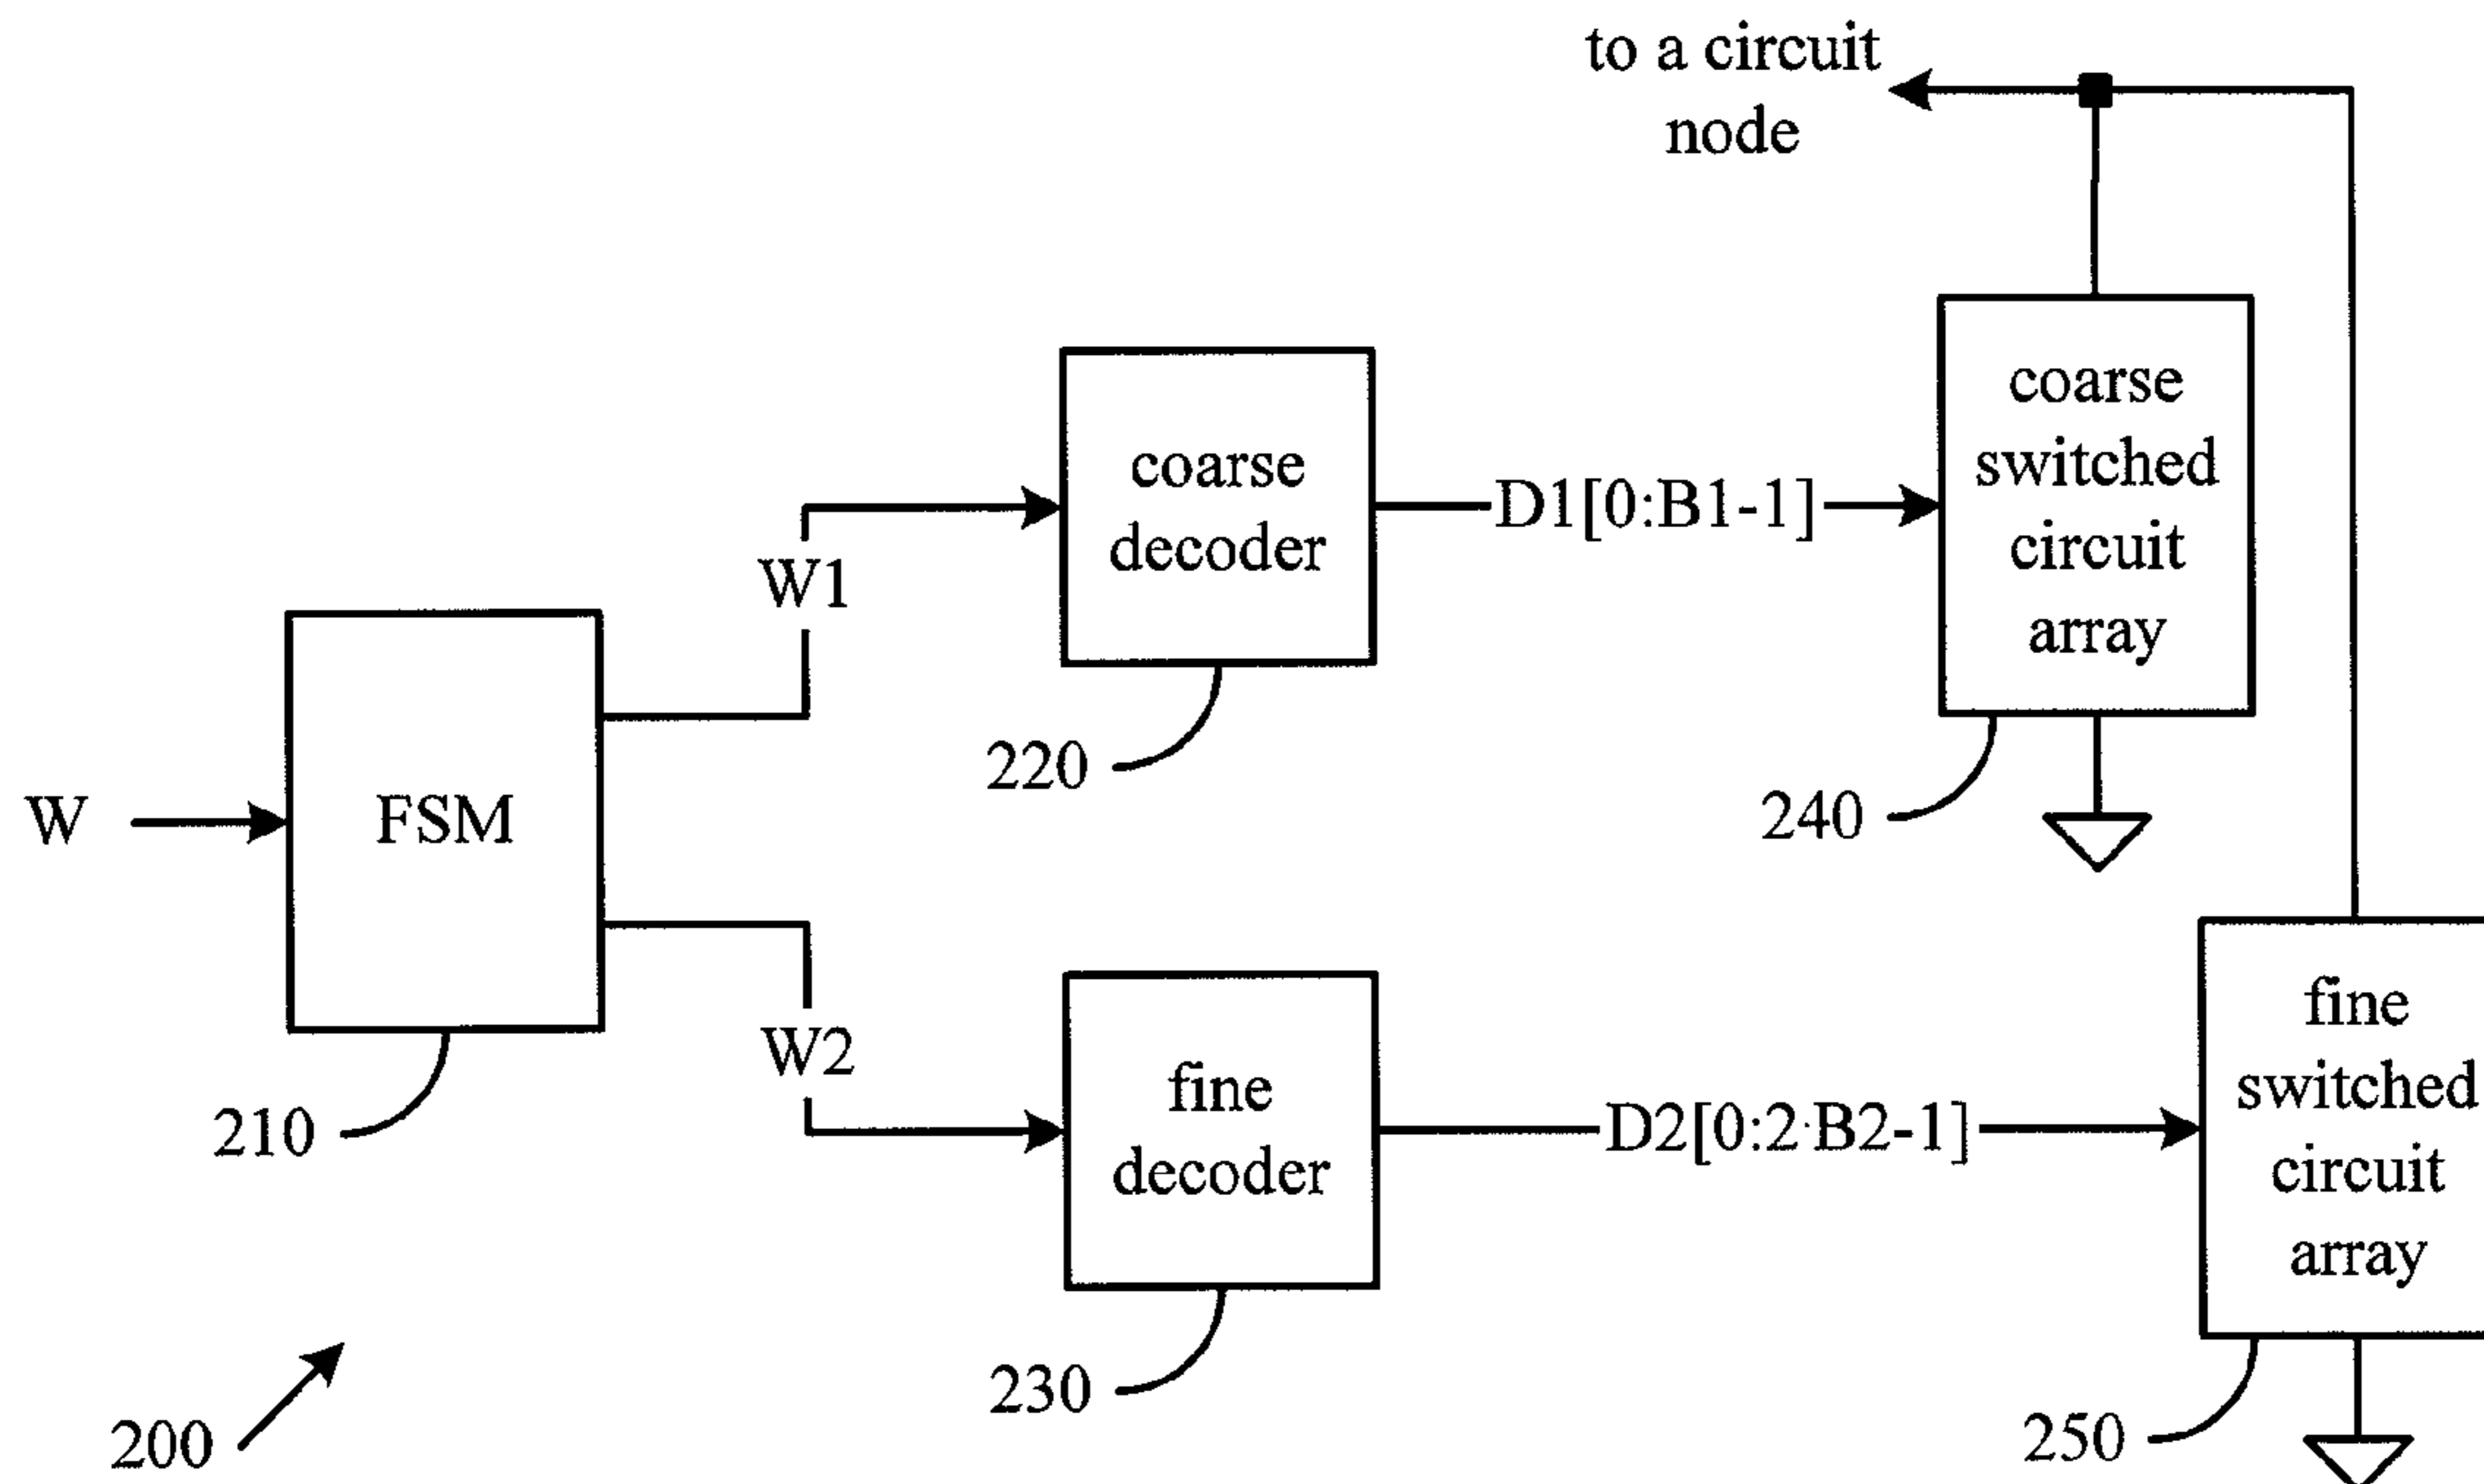 to a circuit
node
coarse
switched
circuit
array
240
coarse
decoder
220
D1[0:B1-1]
W1
W
FSM
210
W2
fine
decoder
230
D2[0:2·B2-1]
fine
switched
circuit
array
250
200